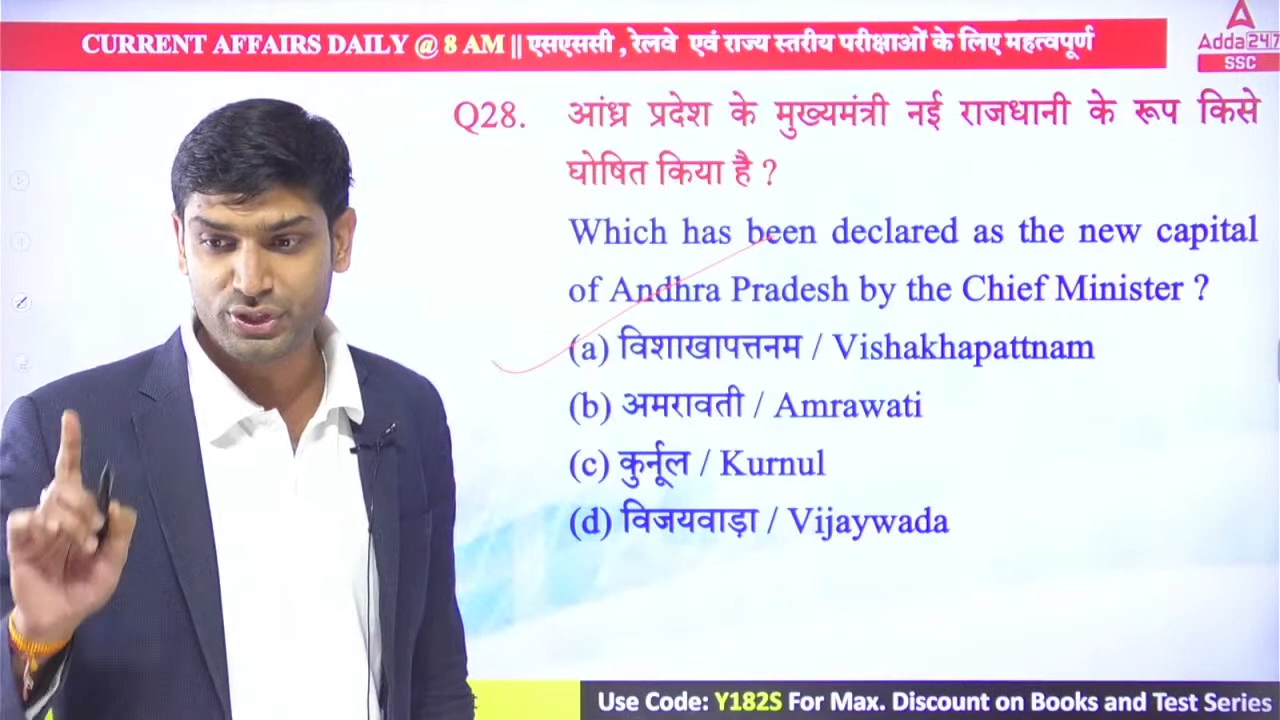 CURRENT AFFAIRS DAILY @ 8 AM || एसएससी , रेलवे एवं राज्य स्तरीय परीक्षाओं के लिए महत्वपूर्ण
Adda247
SSC
Q28. आंध्र प्रदेश के मुख्यमंत्री नई राजधानी के रूप किसे
घोषित किया है ?
Which has been declared as the new capital
of Andhra Pradesh by the Chief Minister ?
(a) विशाखापत्तनम / Vishakhapattnam
(b) अमरावती / Amrawati
(c) कुर्नूल / Kurnul
(d) विजयवाड़ा / Vijaywada
Use Code: Y182S For Max. Discount on Books and Test Series